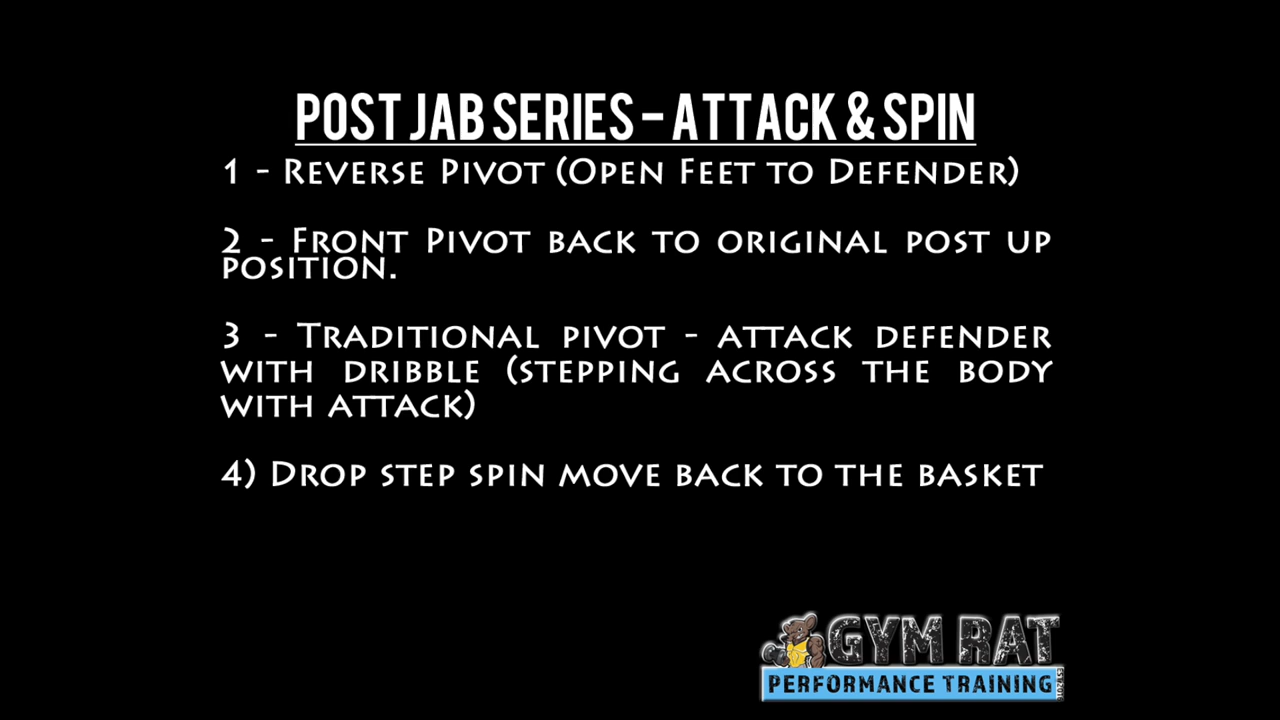 POST JAB SERIES – ATTACK & SPIN
1 - Reverse Pivot (Open Feet to Defender)
2 - Front Pivot back to original post up
position.
3 - Traditional pivot - attack defender
with dribble (stepping across the body
with attack)
4) Drop step spin move back to the basket
GYM RAT
PERFORMANCE TRAINING